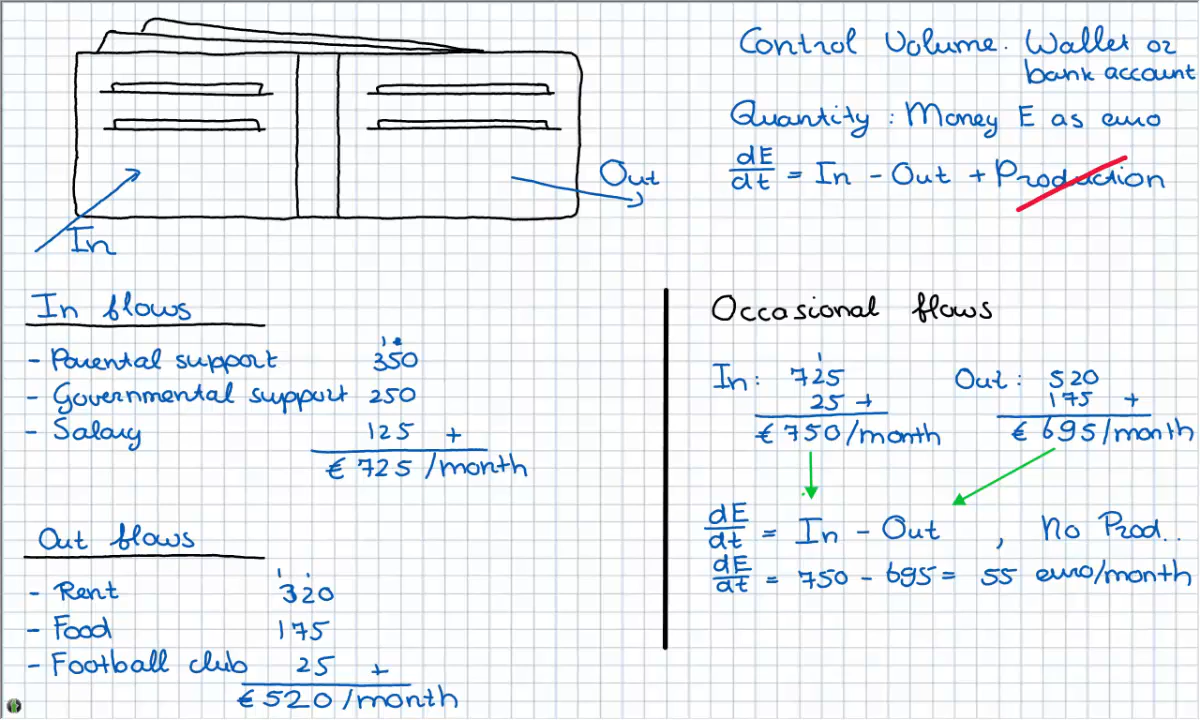 Control Volume. Wallet or
bank account
Quantity : Money E as euro
dE/dt = In - Out + Production
In
Out
In flows
- Parental support 350
- Governmental support 250
- Salary 125 +
€ 725 /month
Out flows
- Rent 320
- Food 175
- Football club 25 +
€ 520 /month
Occasional flows
In: 725 Out: 520
25 + 175 +
€ 750/month € 695/month
dE/dt = In - Out , No Prod..
dE/dt = 750 - 695 = 55 euro/month